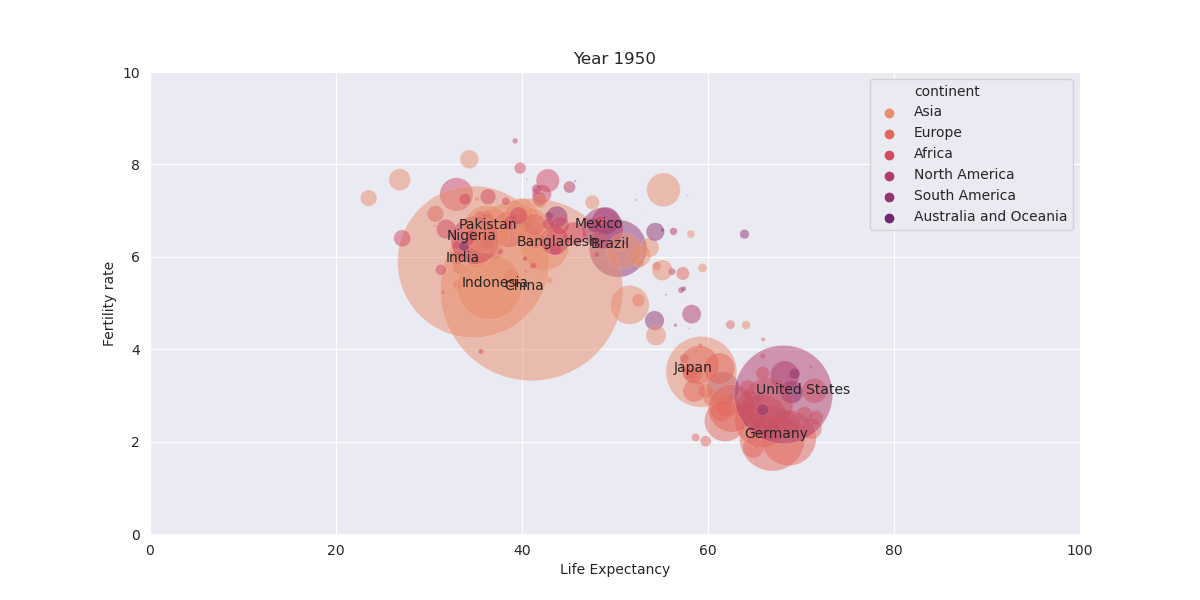 Year 1950
10
8
6
4
2
0
Fertility rate
continent
Asia
Europe
Africa
North America
South America
Australia and Oceania
Pakistan
Mexico
Nigeria
Bangladesh
Brazil
India
Indonesia
China
Japan
United States
Germany
0 20 40 60 80 100
Life Expectancy